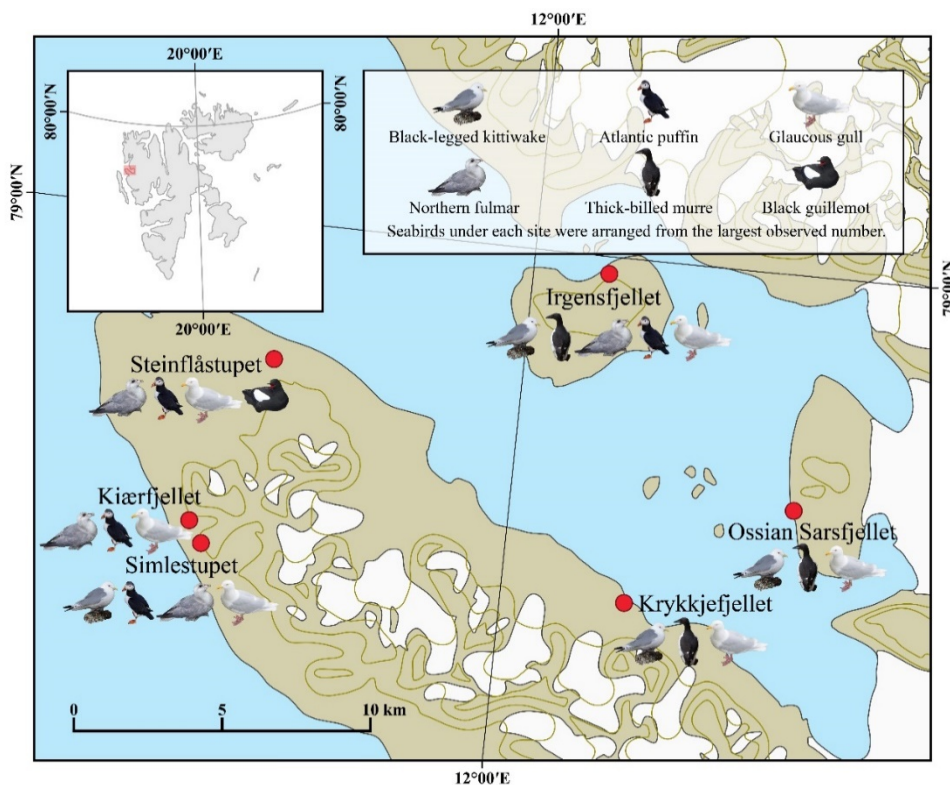 12°00′E
20°00′E
80°00′N
80°00′N
79°00′N
Black-legged kittiwake
Atlantic puffin
Glaucous gull
Northern fulmar
Thick-billed murre
Black guillemot
Seabirds under each site were arranged from the largest observed number.
79°00′N
20°00′E
Irgensfjellet
Steinflåstupet
Kiærfjellet
Simlestupet
Ossian Sarsfjellet
Krykkjefjellet
0 5 10 km
12°00′E